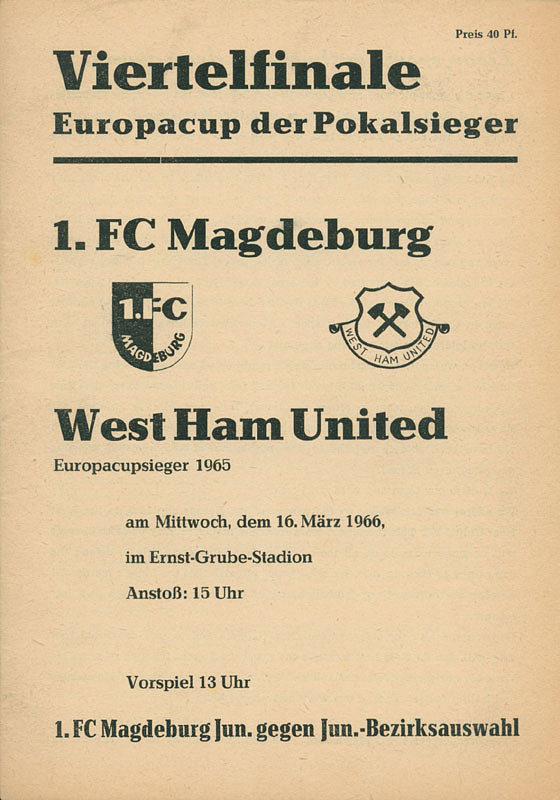 Preis 40 Pf.
Viertelfinale
Europacup der Pokalsieger
1. FC Magdeburg
1.FC
MAGDEBURG
WEST HAM UNITED
West Ham United
Europacupsieger 1965
am Mittwoch, dem 16. März 1966,
im Ernst-Grube-Stadion
Anstoß: 15 Uhr
Vorspiel 13 Uhr
1. FC Magdeburg Jun. gegen Jun.-Bezirksauswahl